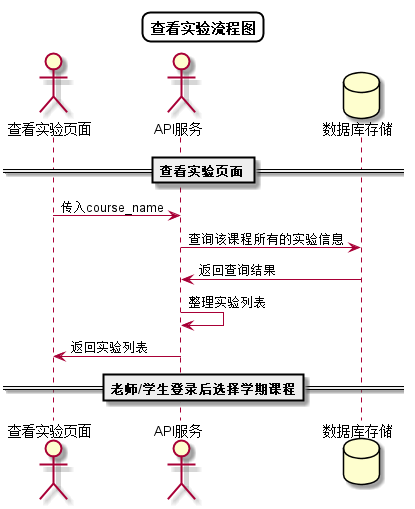 查看实验流程图
查看实验页面
API服务
数据库存储
查看实验页面
传入course_name
查询该课程所有的实验信息
返回查询结果
整理实验列表
返回实验列表
老师/学生登录后选择学期课程
查看实验页面
API服务
数据库存储